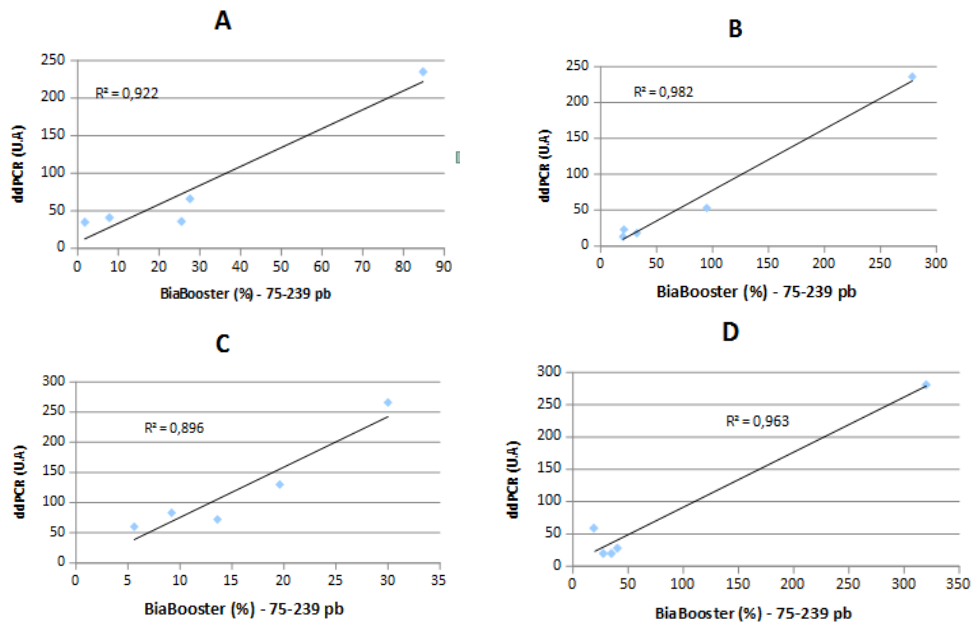 A
ddPCR (U.A)
250
200
150
100
50
0
R² = 0,922
0 10 20 30 40 50 60 70 80 90
BiaBooster (%) - 75-239 pb
B
ddPCR (U.A)
250
200
150
100
50
0
R² = 0,982
0 50 100 150 200 250 300
BiaBooster (%) - 75-239 pb
C
ddPCR (U.A)
300
250
200
150
100
50
0
R² = 0,896
0 5 10 15 20 25 30 35
BiaBooster (%) - 75-239 pb
D
ddPCR (U.A)
300
250
200
150
100
50
0
R² = 0,963
0 50 100 150 200 250 300 350
BiaBooster (%) - 75-239 pb